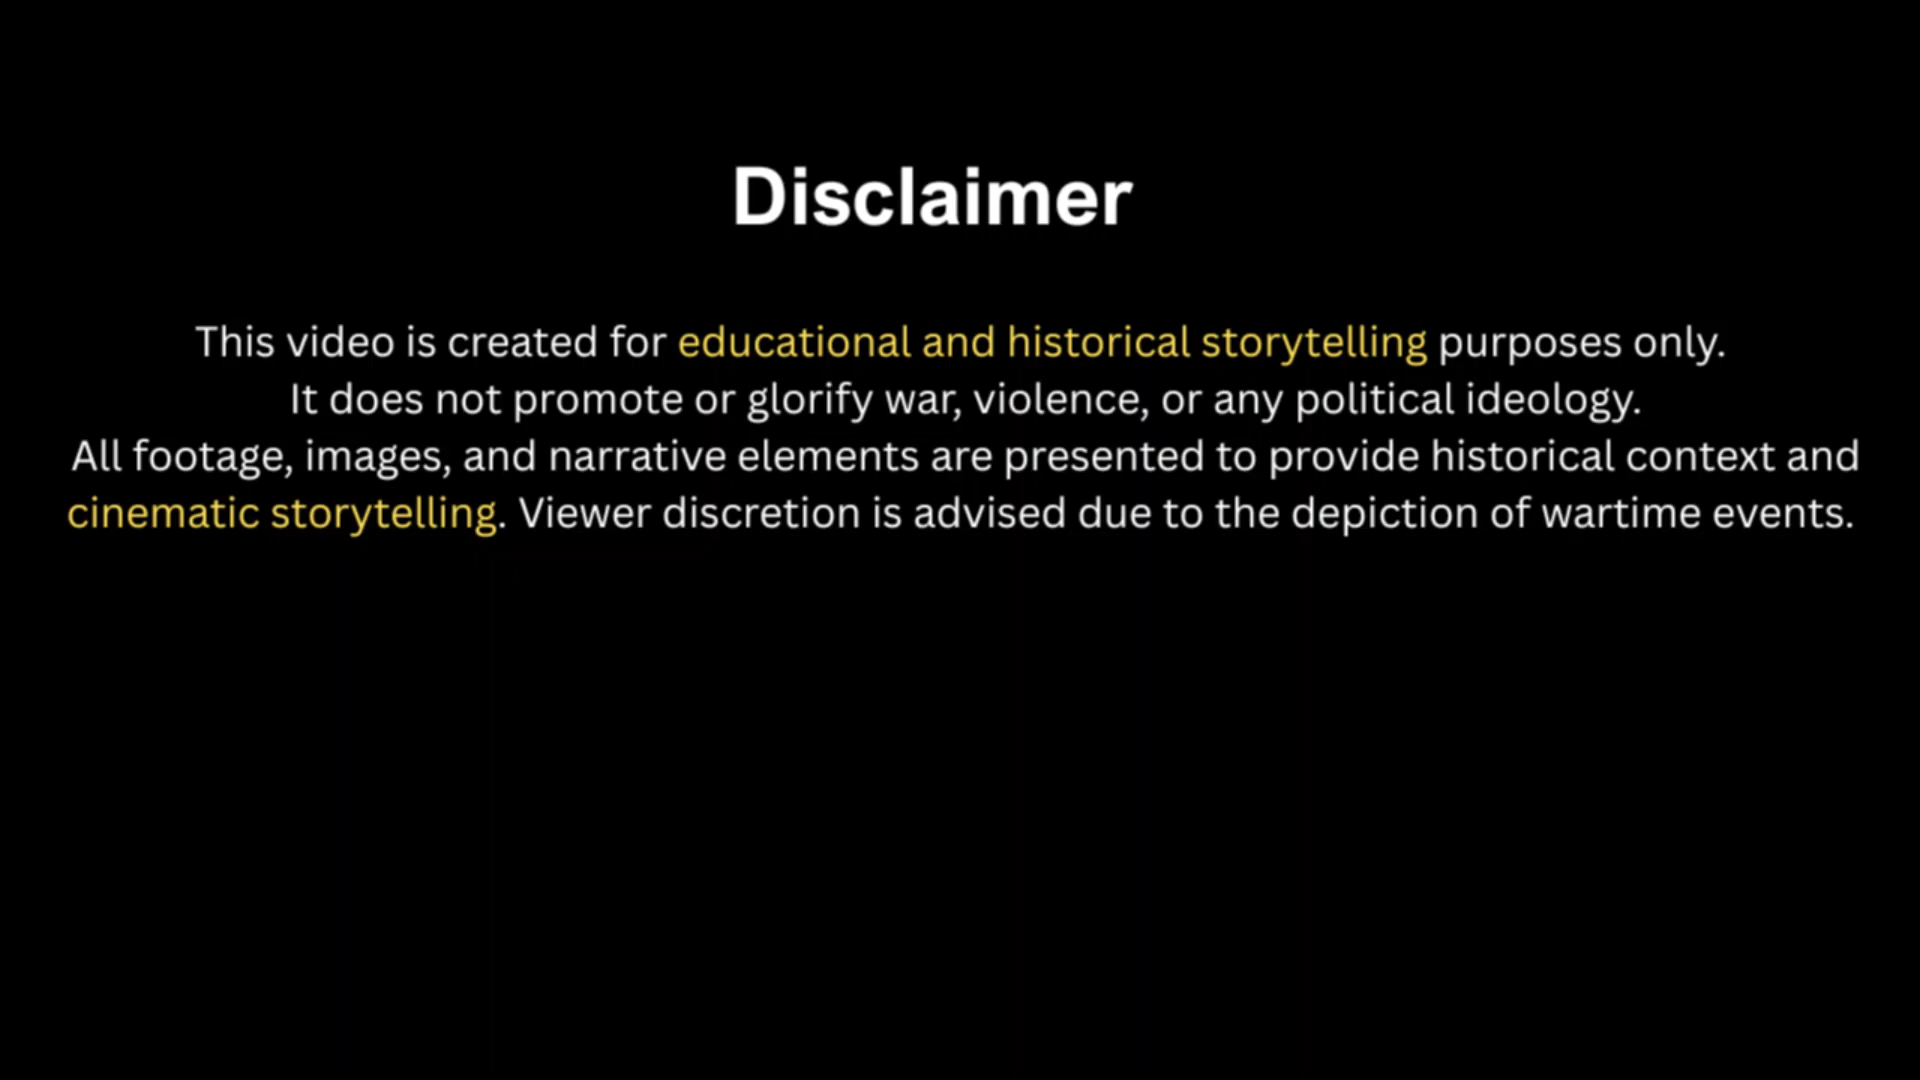 Disclaimer
This video is created for educational and historical storytelling purposes only.
It does not promote or glorify war, violence, or any political ideology.
All footage, images, and narrative elements are presented to provide historical context and
cinematic storytelling. Viewer discretion is advised due to the depiction of wartime events.